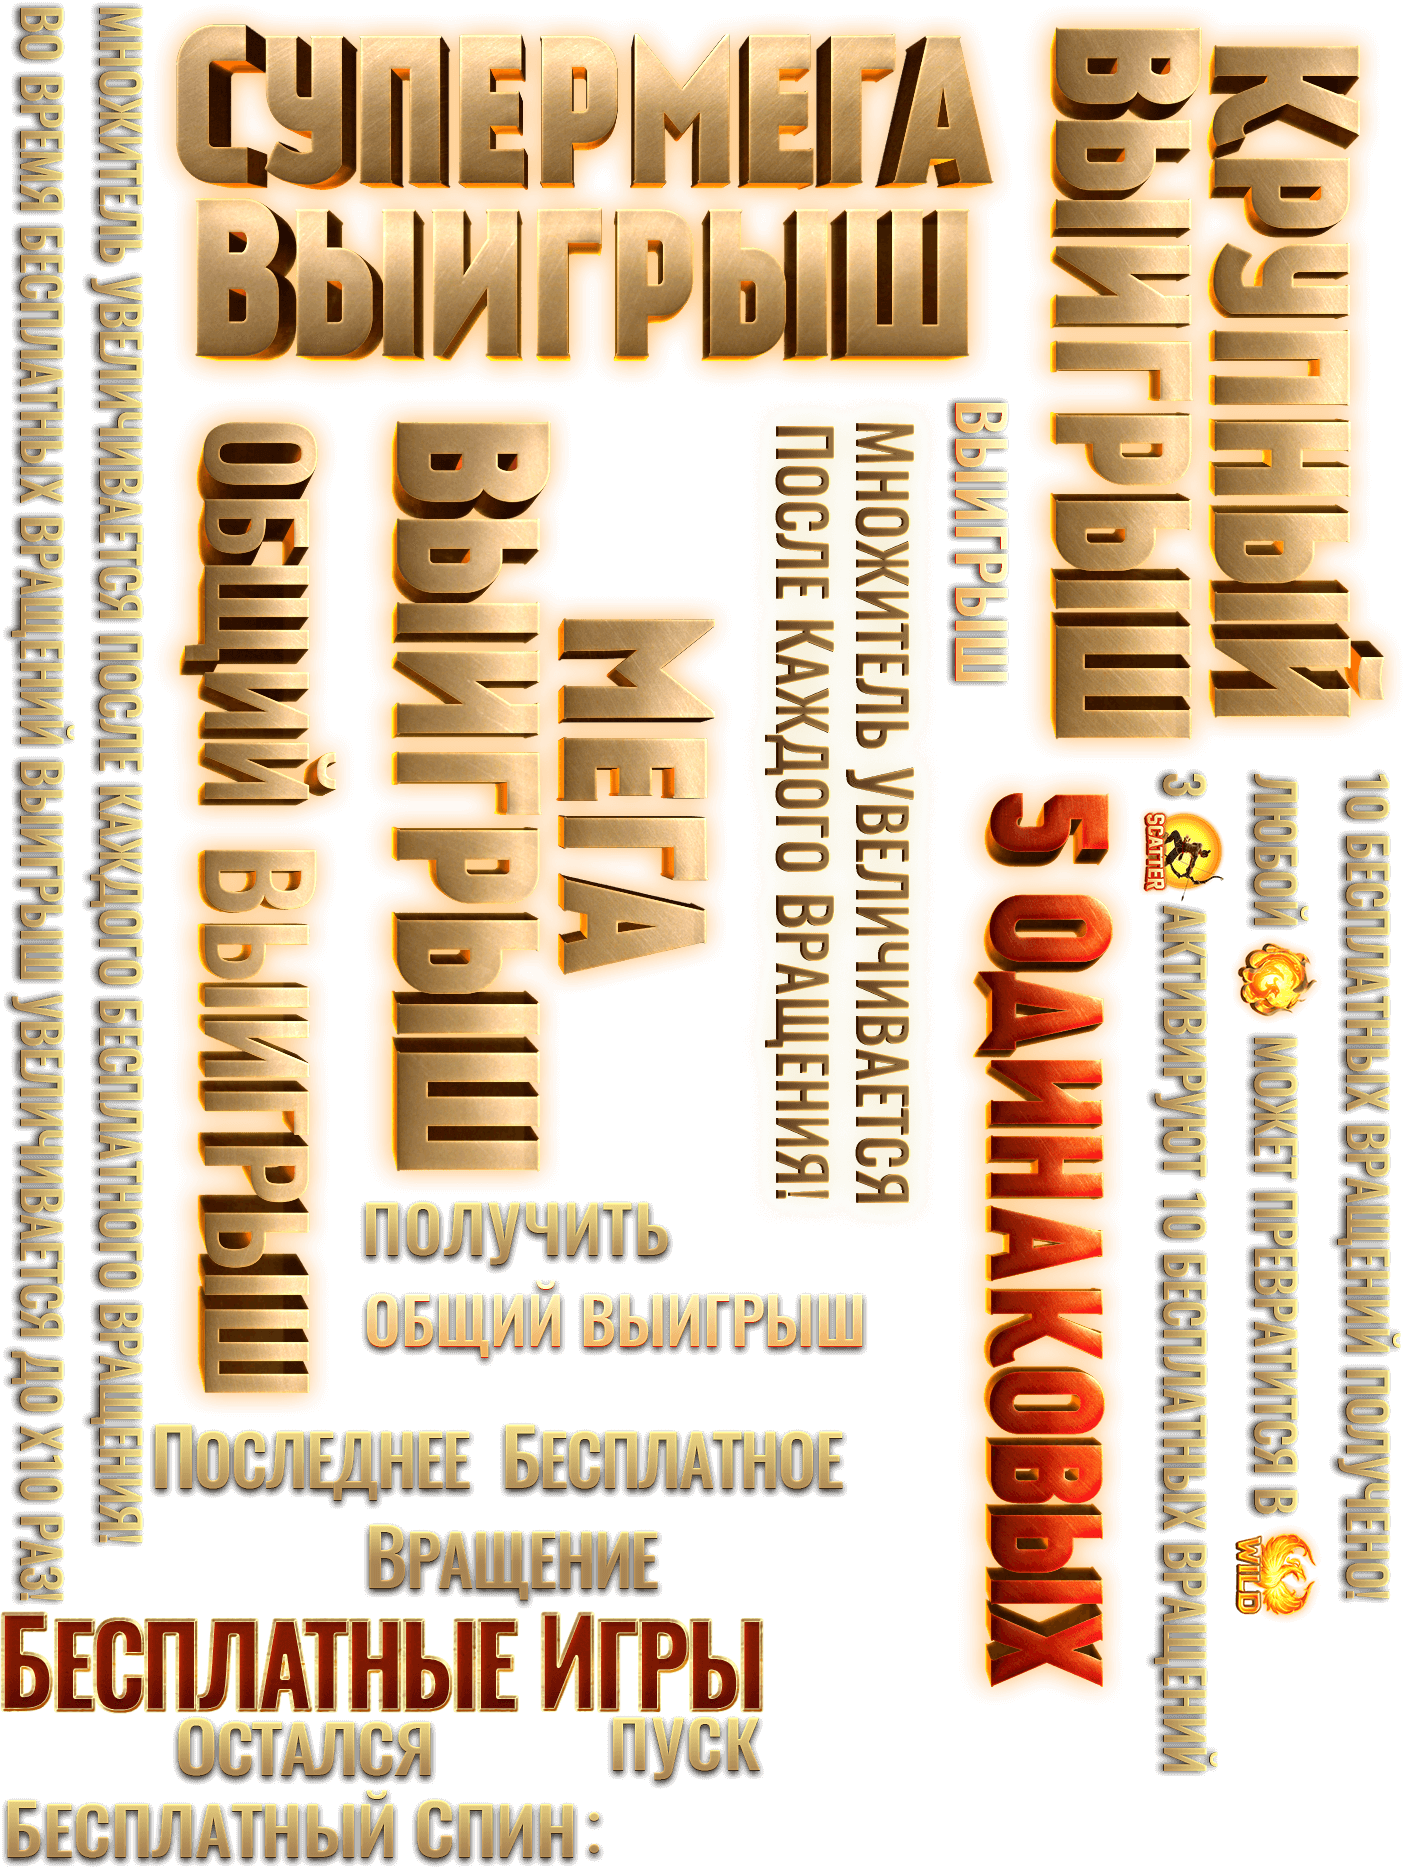 СУПЕРМЕГА
ВЫИГРЫШ
КРУПНЫЙ
ВЫИГРЫШ
МНОЖИТЕЛЬ УВЕЛИЧИВАЕТСЯ ПОСЛЕ КАЖДОГО БЕСПЛАТНОГО ВРАЩЕНИЯ!
ВО ВРЕМЯ БЕСПЛАТНЫХ ВРАЩЕНИЙ ВЫИГРЫШ УВЕЛИЧИВАЕТСЯ ДО X10 РАЗ!
ОБЩИЙ ВЫИГРЫШ
МЕГА
ВЫИГРЫШ
МНОЖИТЕЛЬ УВЕЛИЧИВАЕТСЯ
ПОСЛЕ КАЖДОГО ВРАЩЕНИЯ!
ВЫИГРЫШ
5 ОДИНАКОВЫХ
10 БЕСПЛАТНЫХ ВРАЩЕНИЙ ПОЛУЧЕНО!
ЛЮБОЙ МОЖЕТ ПРЕВРАТИТСЯ В WILD
3 SCATTER АКТИВИРУЮТ 10 БЕСПЛАТНЫХ ВРАЩЕНИЙ
ПОЛУЧИТЬ
ОБЩИЙ ВЫИГРЫШ
ПОСЛЕДНЕЕ БЕСПЛАТНОЕ
ВРАЩЕНИЕ
БЕСПЛАТНЫЕ ИГРЫ
ОСТАЛСЯ
ПУСК
БЕСПЛАТНЫЙ СПИН :